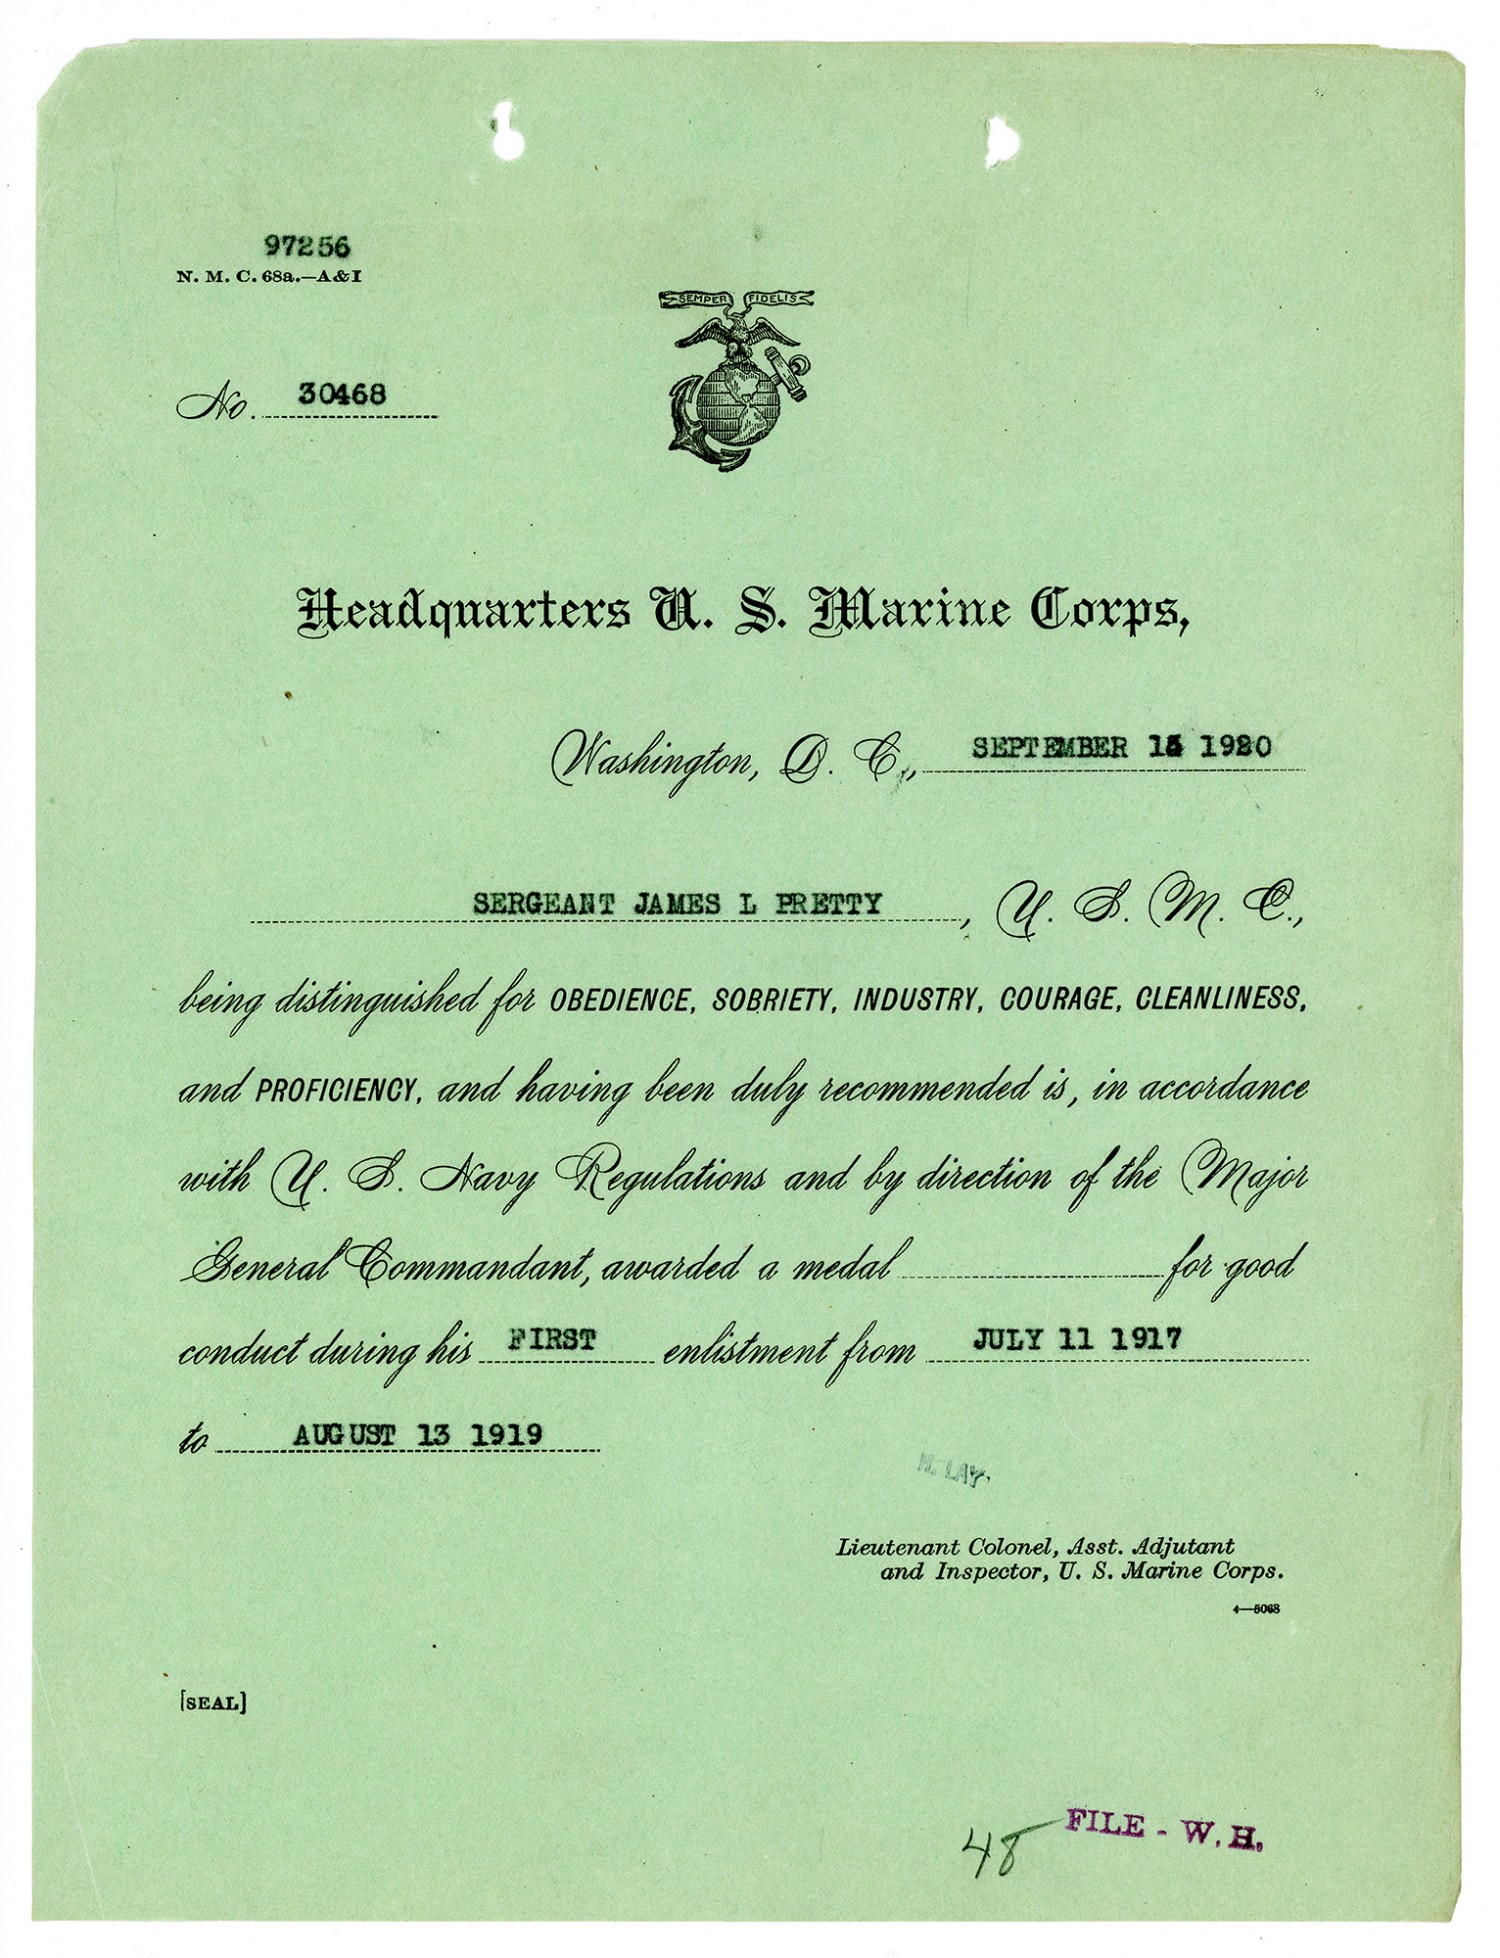 97256
N. M. C. 68a.—A&I
SEMPER FIDELIS
No. 30468
Headquarters U. S. Marine Corps,
Washington, D. C., SEPTEMBER 1920
SERGEANT JAMES L PRETTY, U. S. M. C.,
being distinguished for OBEDIENCE, SOBRIETY, INDUSTRY, COURAGE, CLEANLINESS,
and PROFICIENCY, and having been duly recommended is, in accordance
with U. S. Navy Regulations and by direction of the Major
General Commandant, awarded a medal for good
conduct during his FIRST enlistment from JULY 11 1917
to AUGUST 13 1919
H. LAY.
Lieutenant Colonel, Asst. Adjutant
and Inspector, U. S. Marine Corps.
4—5068
[SEAL]
48 FILE - W. H.